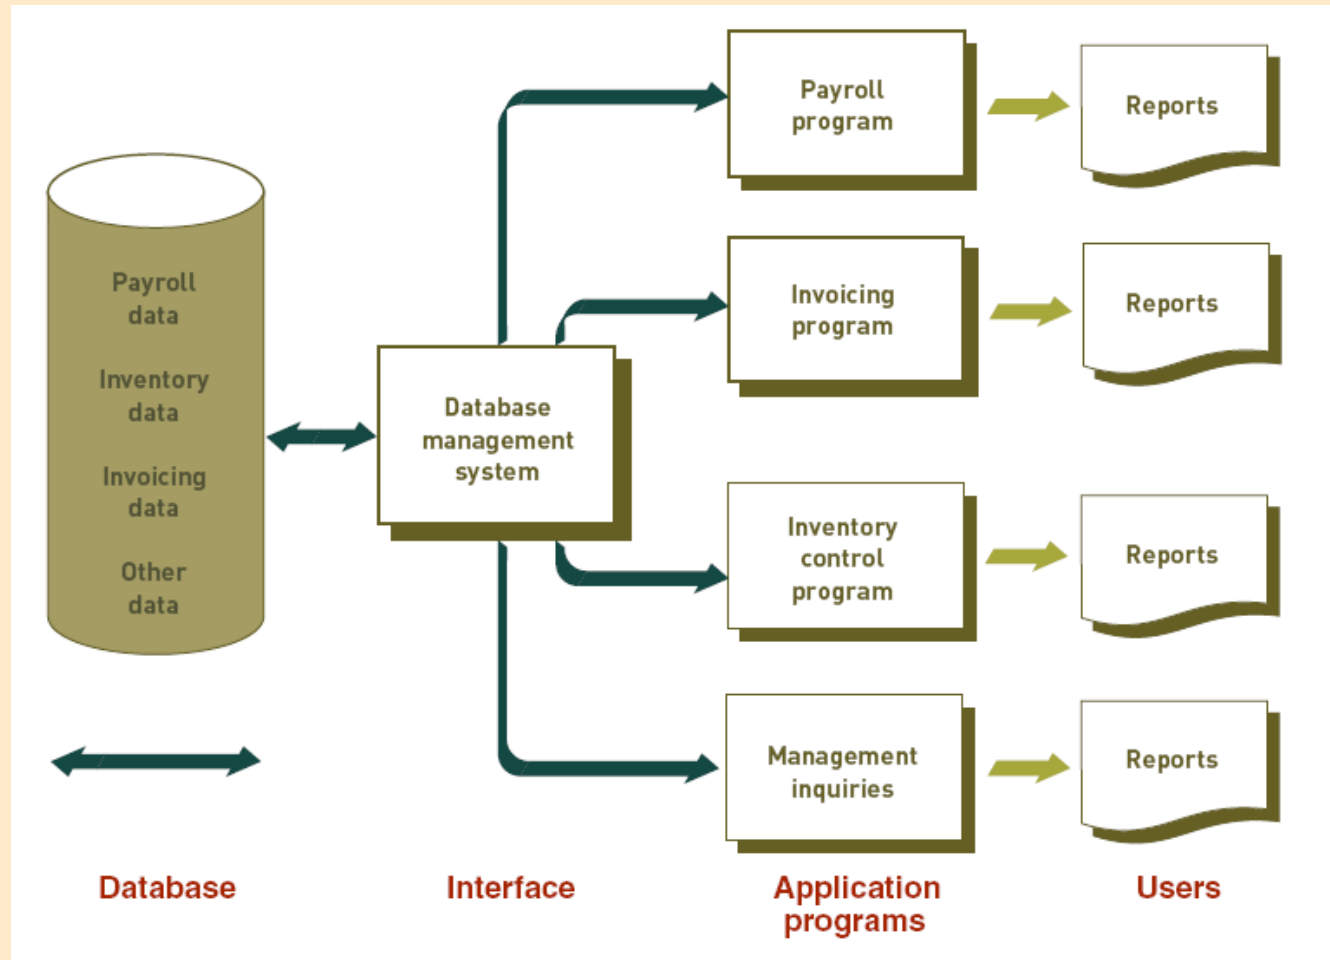 Payroll
data
Inventory
data
Invoicing
data
Other
data
Database
management
system
Payroll
program
Reports
Invoicing
program
Reports
Inventory
control
program
Reports
Management
inquiries
Reports
Database
Interface
Application
programs
Users